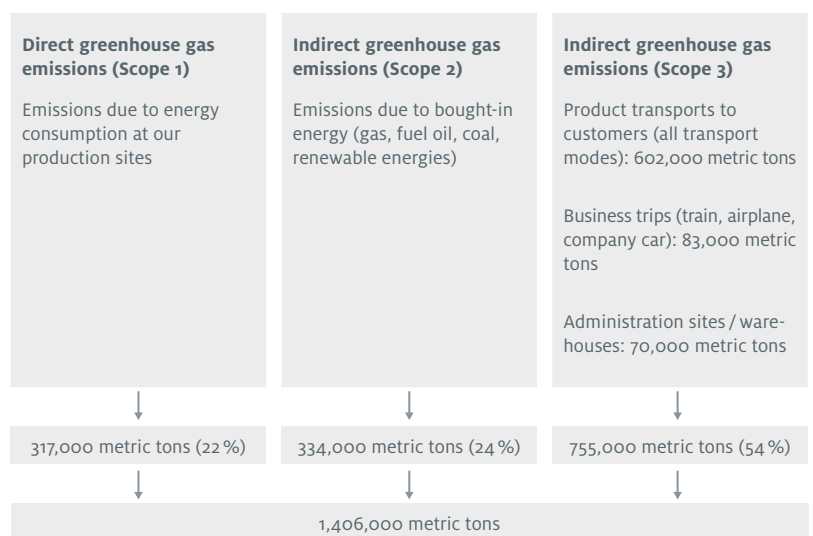 Direct greenhouse gas
emissions (Scope 1)
Emissions due to energy
consumption at our
production sites
Indirect greenhouse gas
emissions (Scope 2)
Emissions due to bought-in
energy (gas, fuel oil, coal,
renewable energies)
Indirect greenhouse gas
emissions (Scope 3)
Product transports to
customers (all transport
modes): 602,000 metric tons
Business trips (train, airplane,
company car): 83,000 metric
tons
Administration sites / ware-
houses: 70,000 metric tons
317,000 metric tons (22 %)
334,000 metric tons (24 %)
755,000 metric tons (54 %)
1,406,000 metric tons